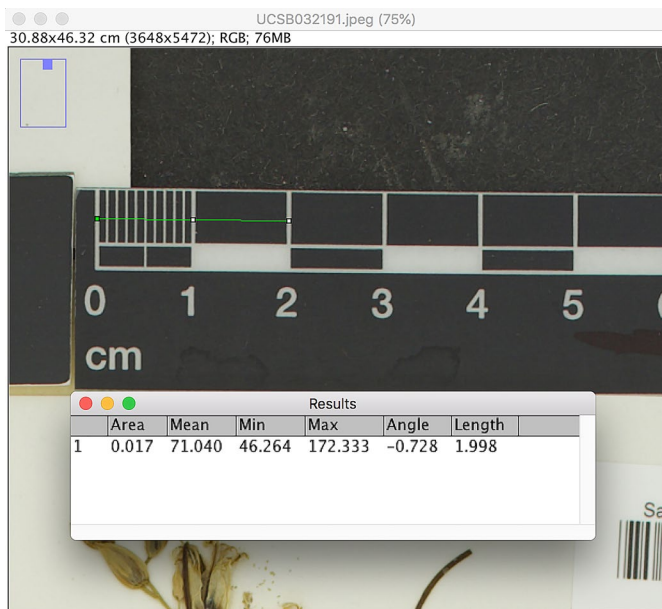 UCSB032191.jpeg (75%)
30.88x46.32 cm (3648x5472); RGB; 76MB
0 1 2 3 4 5
cm
Results
Area Mean Min Max Angle Length
1 0.017 71.040 46.264 172.333 −0.728 1.998